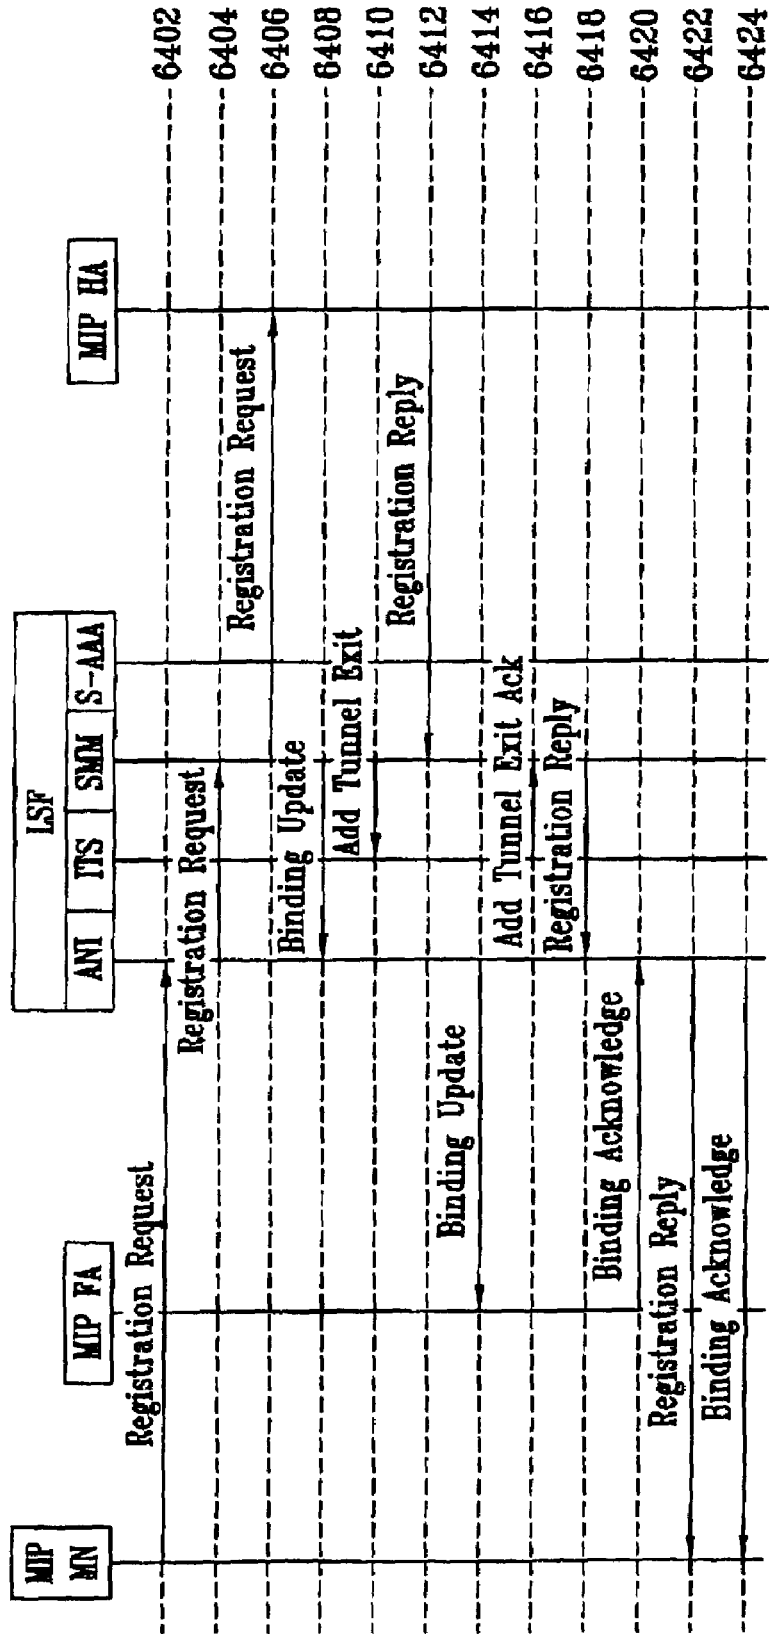 MIP
MN
MIP FA
LSF
ANI
ITS
SMM
S-AAA
MIP HA
Registration Request
6402
Registration Request
6404
Registration Request
6406
Binding Update
6408
Add Tunnel Exit
6410
Registration Reply
6412
Binding Update
6414
Add Tunnel Exit Ack
6416
Registration Reply
6418
Binding Acknowledge
6420
Registration Reply
6422
Binding Acknowledge
6424